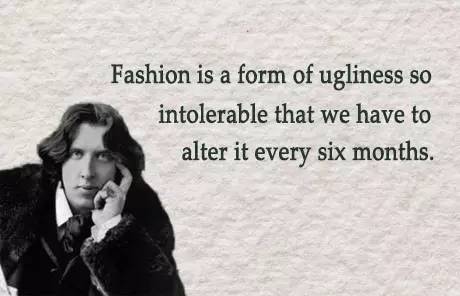 Fashion is a form of ugliness so
intolerable that we have to
alter it every six months.